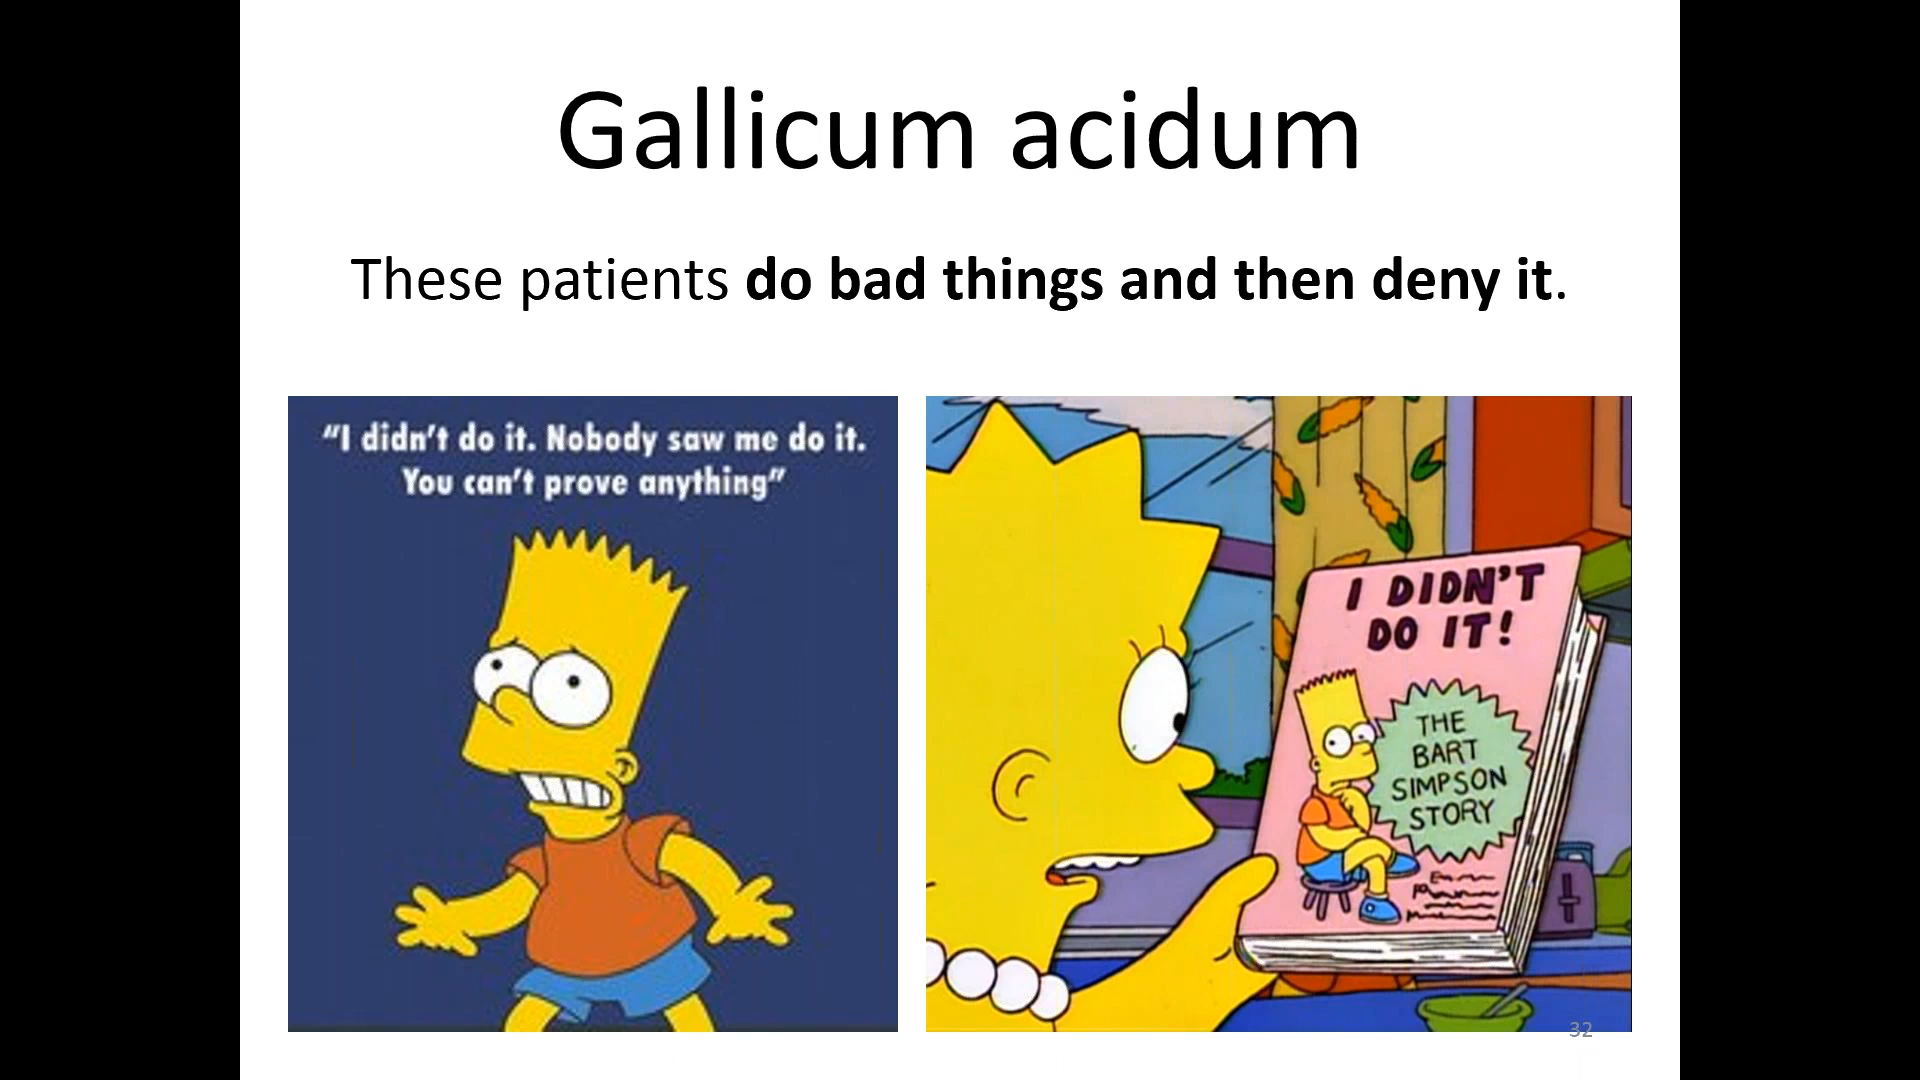 Gallicum acidum
These patients do bad things and then deny it.
“I didn’t do it. Nobody saw me do it.
You can’t prove anything”
I DIDN’T
DO IT!
THE
BART
SIMPSON
STORY
32